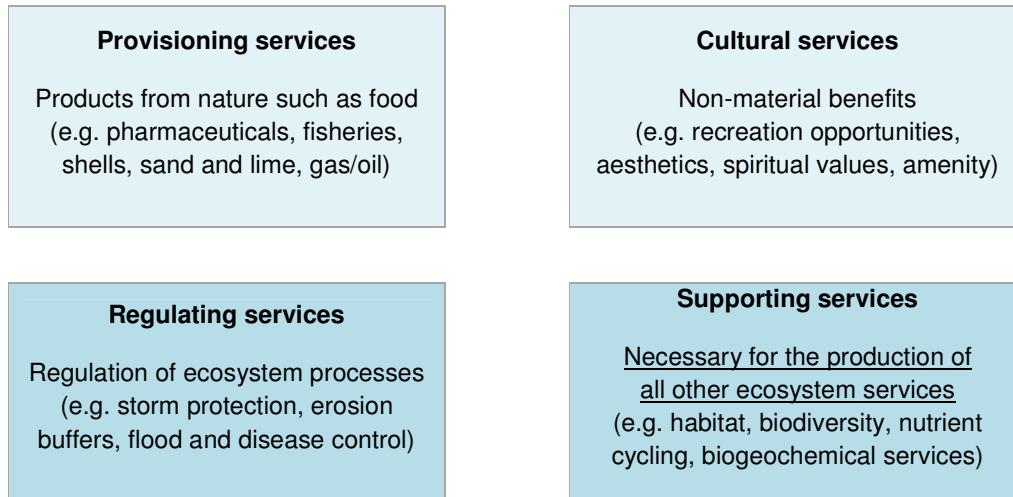 Provisioning services
Products from nature such as food
(e.g. pharmaceuticals, fisheries,
shells, sand and lime, gas/oil)
Cultural services
Non-material benefits
(e.g. recreation opportunities,
aesthetics, spiritual values, amenity)
Regulating services
Regulation of ecosystem processes
(e.g. storm protection, erosion
buffers, flood and disease control)
Supporting services
Necessary for the production of
all other ecosystem services
(e.g. habitat, biodiversity, nutrient
cycling, biogeochemical services)